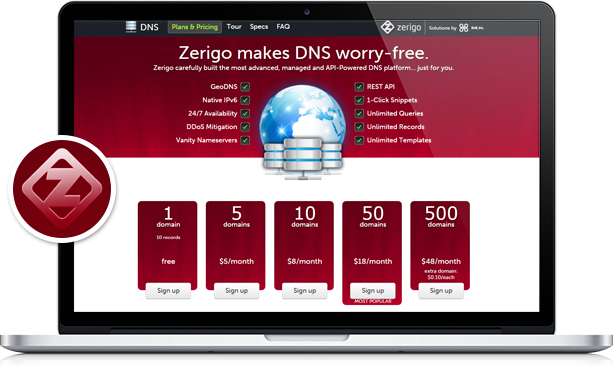 DNS Plans & Pricing Tour Specs FAQ zerigo Solutions by 8x8, Inc.
Zerigo makes DNS worry-free.
Zerigo carefully built the most advanced, managed and API-Powered DNS platform... just for you.
GeoDNS
Native IPv6
24/7 Availability
DDoS Mitigation
Vanity Nameservers
REST API
1-Click Snippets
Unlimited Queries
Unlimited Records
Unlimited Templates
Z
1
domain
10 records
free
Sign up
5
domains
$5/month
Sign up
10
domains
$8/month
Sign up
50
domains
$18/month
Sign up
MOST POPULAR
500
domains
$48/month
extra domain:
$0.10/each
Sign up